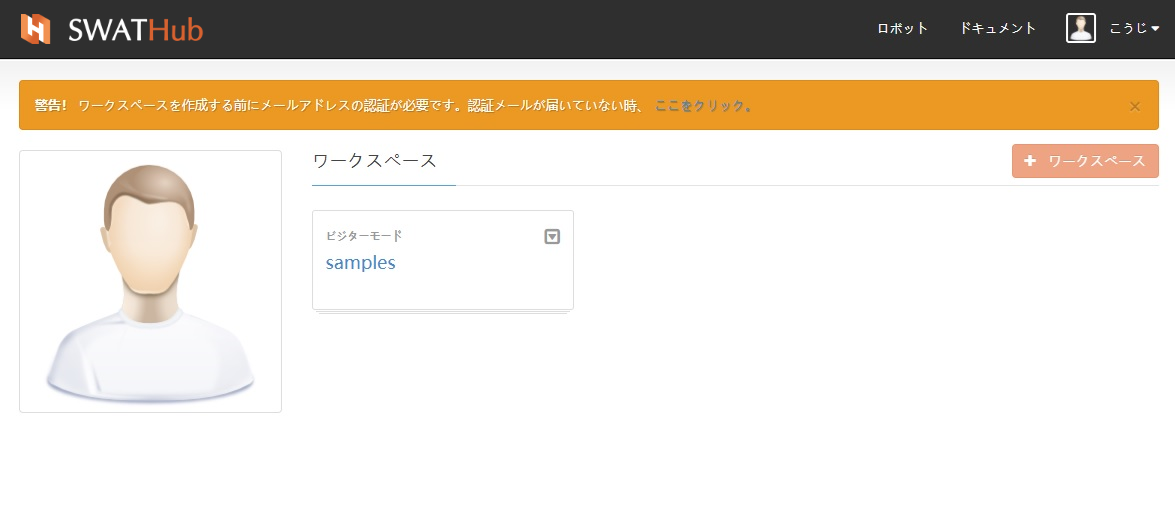 SWATHub
ロボット
ドキュメント
こうじ
警告! ワークスペースを作成する前にメールアドレスの認証が必要です。認証メールが届いていない時、 ここをクリック。
×
ワークスペース
+ ワークスペース
ビジターモード
samples